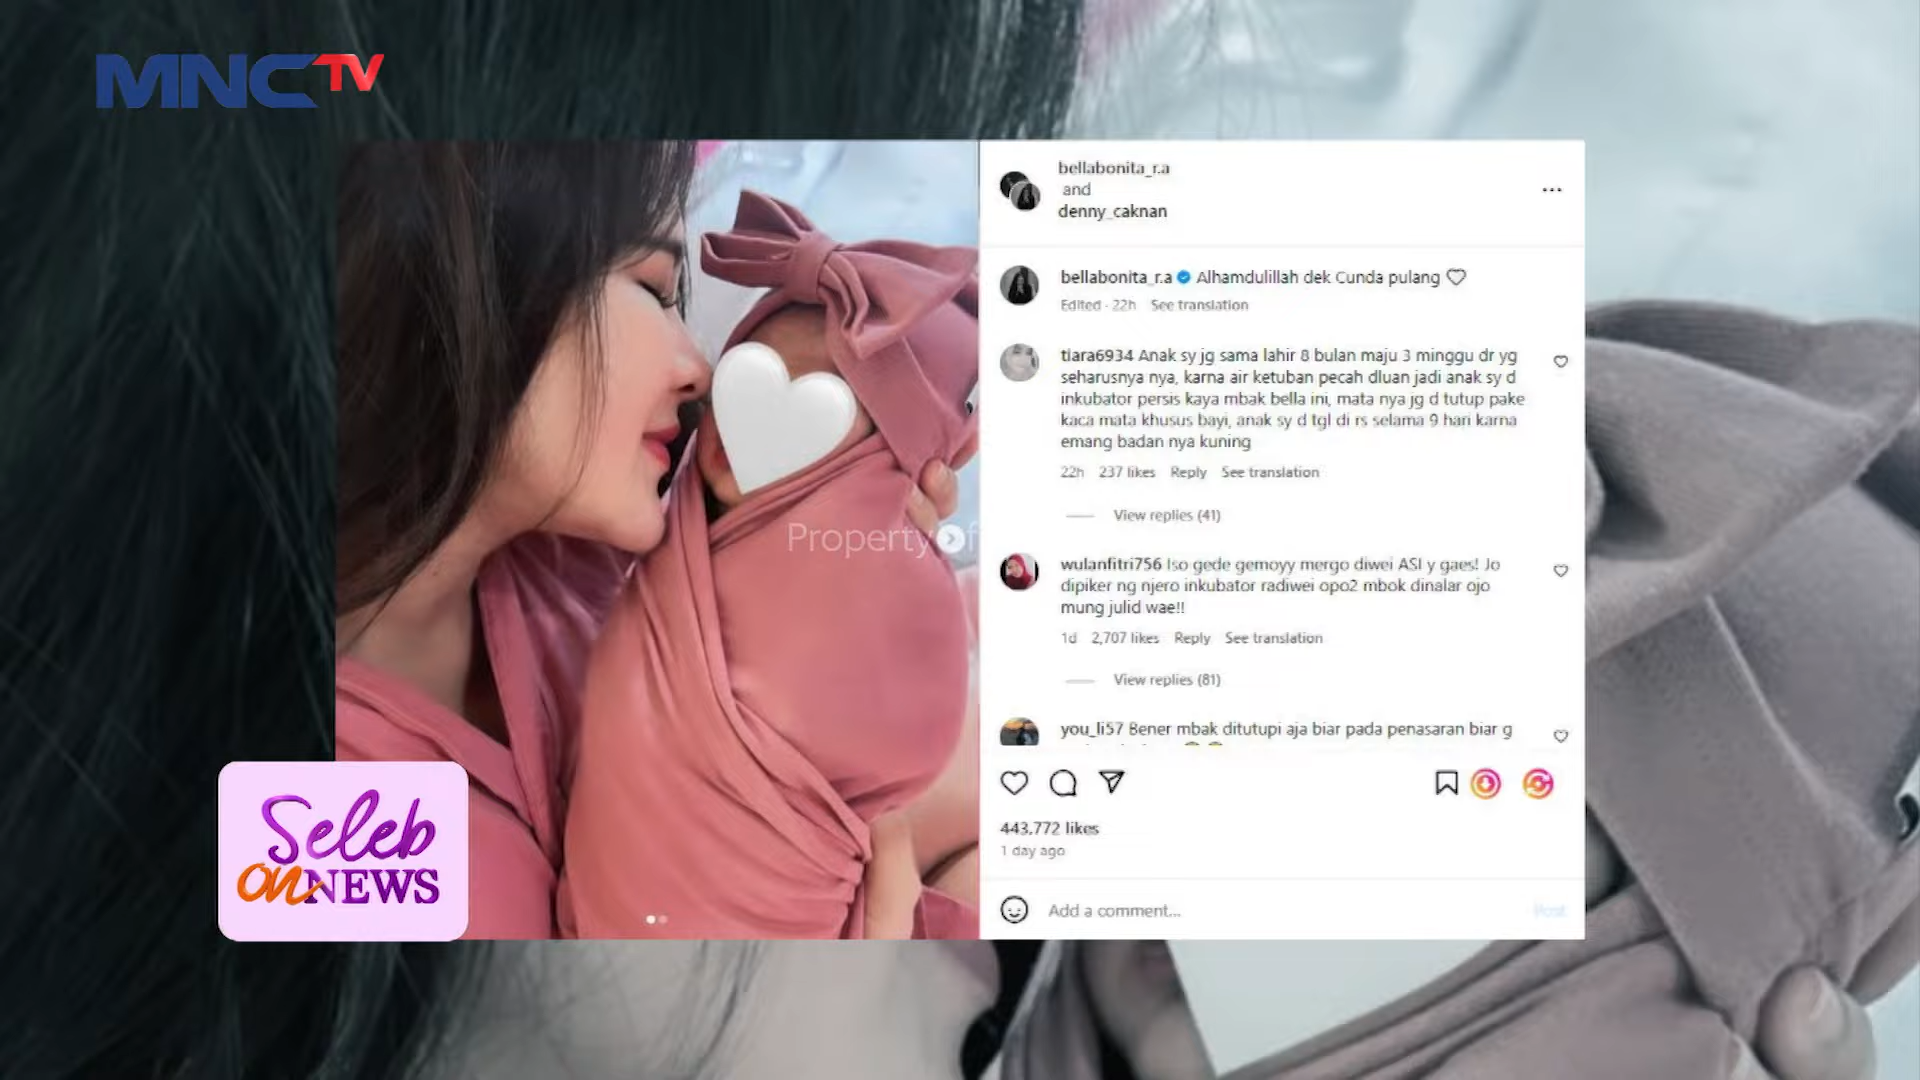 MNCTV
bellabonita_r.a
and
denny_caknan
bellabonita_r.a Alhamdulillah dek Cunda pulang
Edited · 22h See translation
tiara6934 Anak sy jg sama lahir 8 bulan maju 3 minggu dr yg
seharusnya nya, karna air ketuban pecah dluan jadi anak sy d
inkubator persis kaya mbak bella ini, mata nya jg d tutup pake
kaca mata khusus bayi, anak sy d tgl di rs selama 9 hari karna
emang badan nya kuning
22h 237 likes Reply See translation
View replies (41)
Property Of
wulanfitri756 Iso gede gemoyy mergo diwei ASI y gaes! Jo
dipiker ng njero inkubator radiwei opo2 mbok dinalar ojo
mung julid wae!!
1d 2,707 likes Reply See translation
View replies (81)
you_li57 Bener mbak ditutupi aja biar pada penasaran biar g
443.772 likes
1 day ago
Add a comment...
Post
Seleb
on NEWS